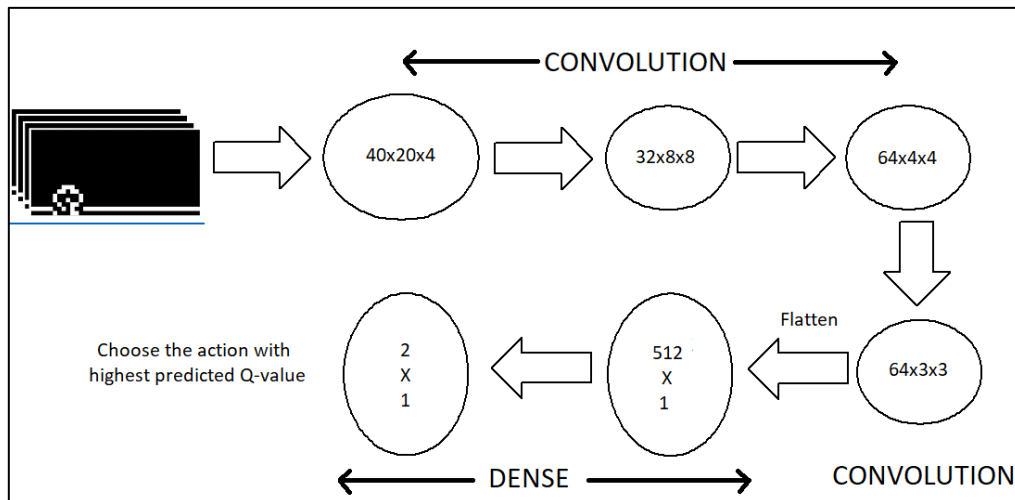 CONVOLUTION
40x20x4
32x8x8
64x4x4
Flatten
64x3x3
512
X
1
2
X
1
Choose the action with
highest predicted Q-value
DENSE
CONVOLUTION